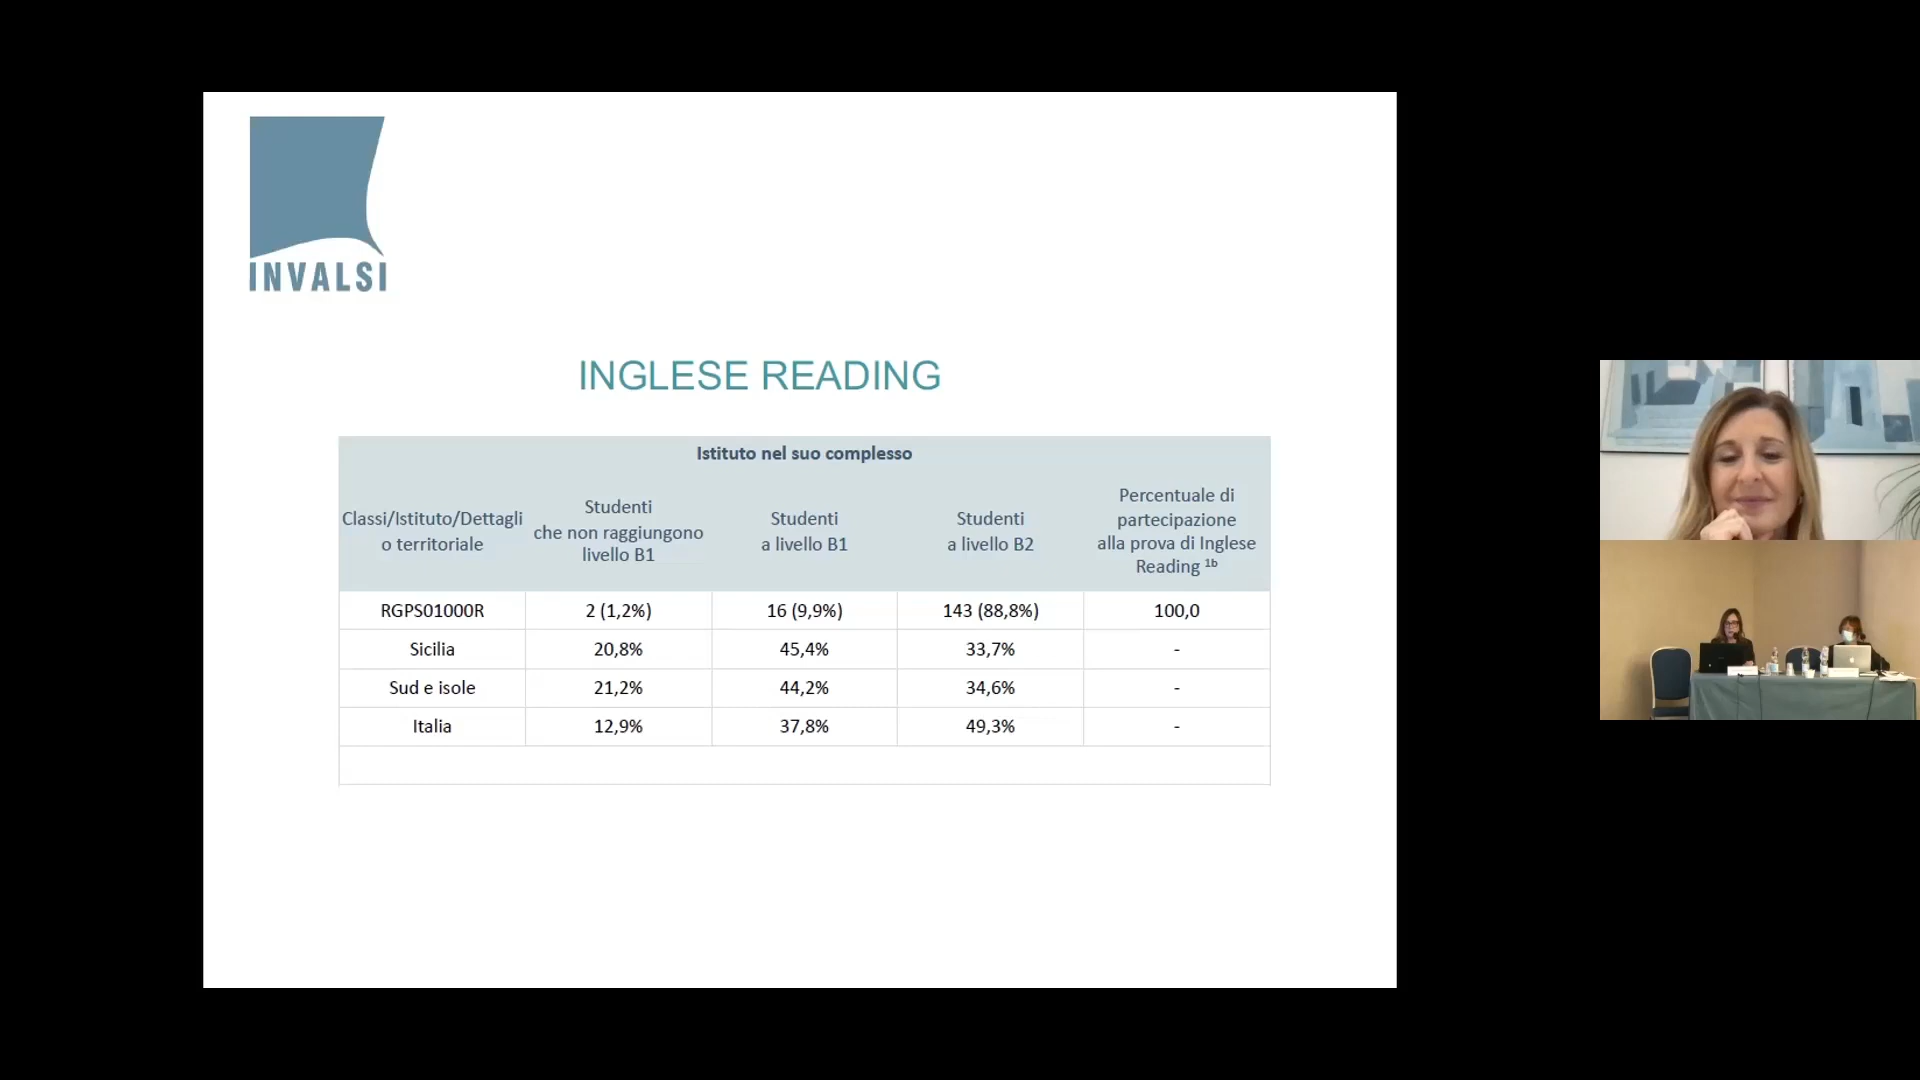 INVALSI
INGLESE READING
Istituto nel suo complesso
Classi/Istituto/Dettagli
o territoriale
Studenti
che non raggiungono
livello B1
Studenti
a livello B1
Studenti
a livello B2
Percentuale di
partecipazione
alla prova di Inglese
Reading 1b
RGPS01000R 2 (1,2%) 16 (9,9%) 143 (88,8%) 100,0
Sicilia 20,8% 45,4% 33,7% -
Sud e isole 21,2% 44,2% 34,6% -
Italia 12,9% 37,8% 49,3% -